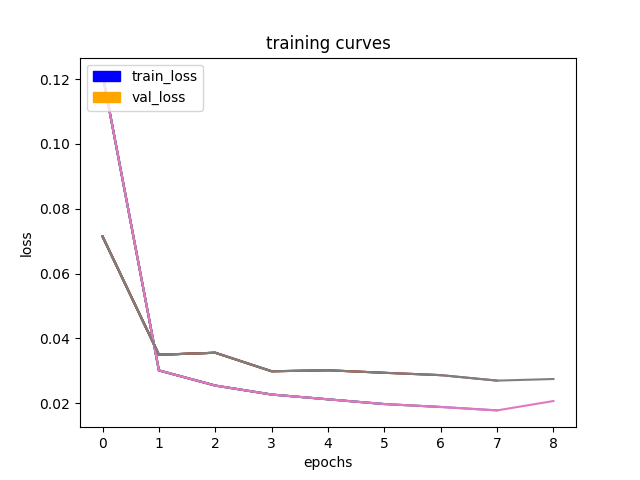 training curves
train_loss
val_loss
0.12
0.10
0.08
0.06
0.04
0.02
loss
0 1 2 3 4 5 6 7 8
epochs